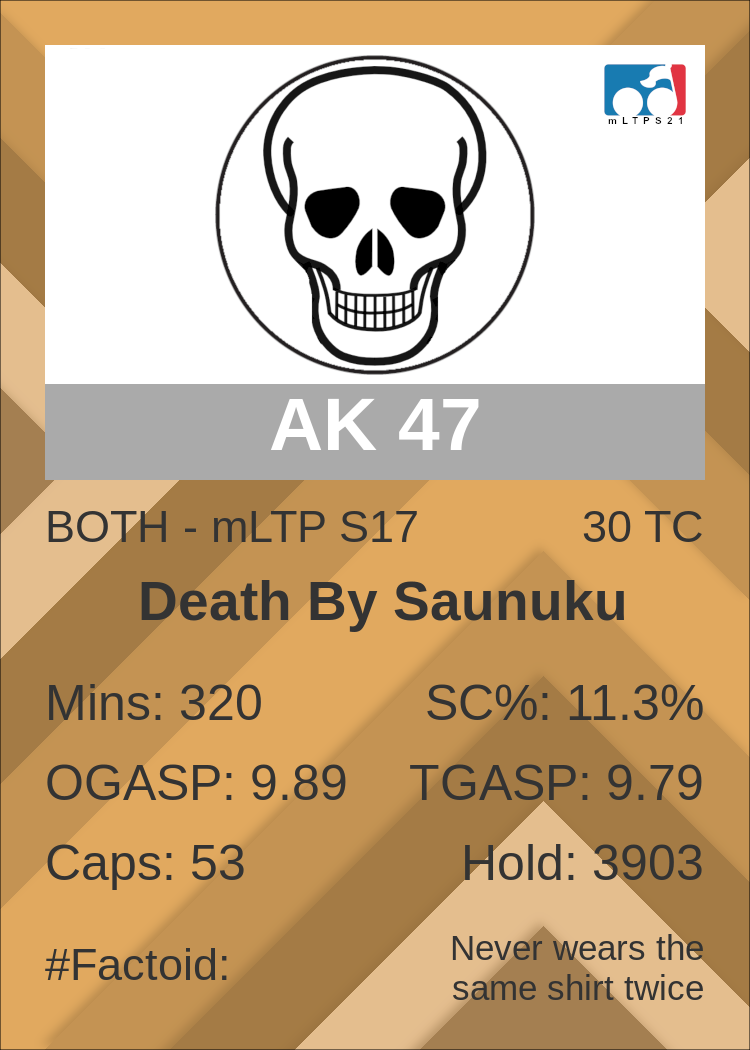 mLTPS21
AK 47
BOTH - mLTP S17 30 TC
Death By Saunuku
Mins: 320 SC%: 11.3%
OGASP: 9.89 TGASP: 9.79
Caps: 53 Hold: 3903
#Factoid: Never wears the
same shirt twice